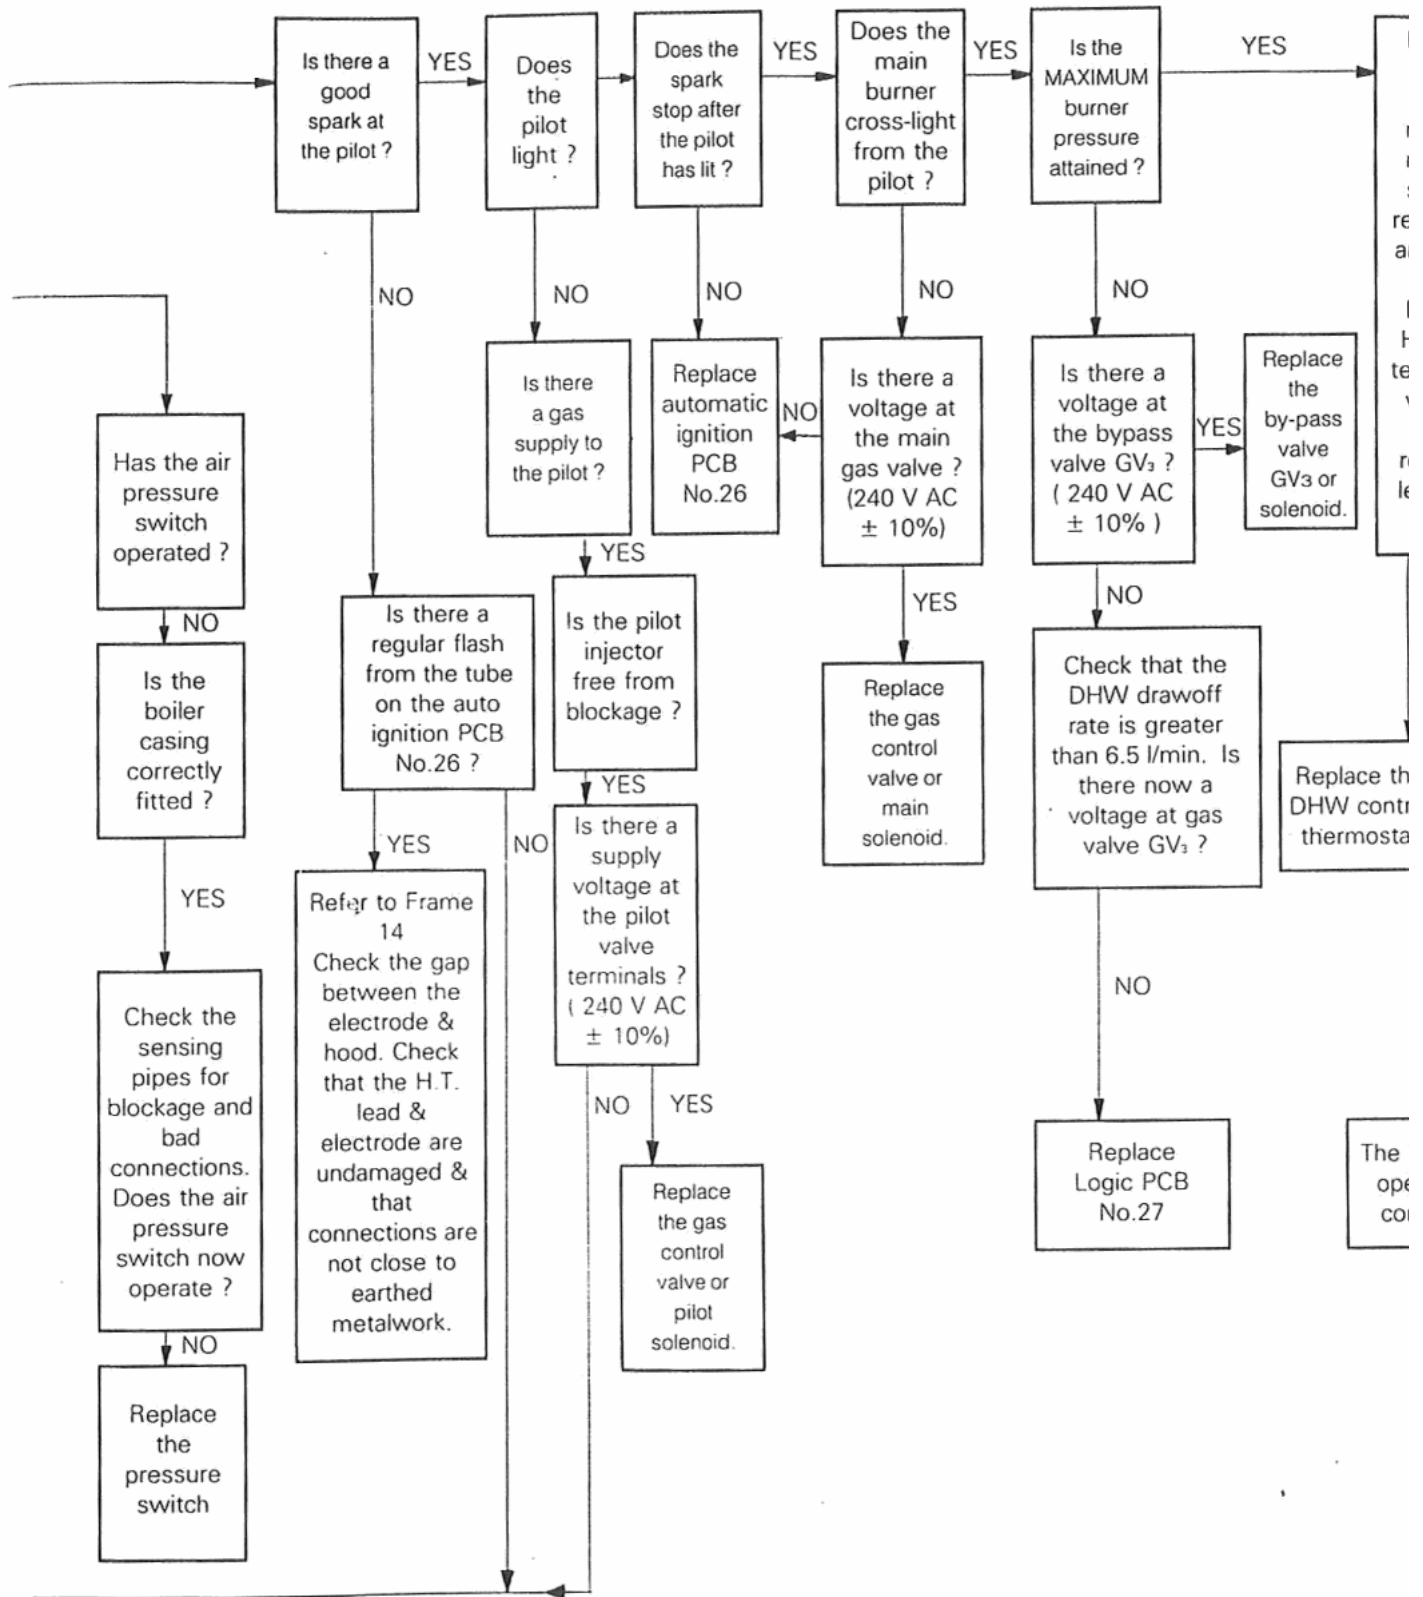 Is there a
good
spark at
the pilot ?
YES
Does
the
pilot
light ?
Does the
spark
stop after
the pilot
has lit ?
YES
Does the
main
burner
cross-light
from the
pilot ?
YES
Is the
MAXIMUM
burner
pressure
attained ?
YES
NO
NO
NO
NO
NO
Has the air
pressure
switch
operated ?
NO
Is the
boiler
casing
correctly
fitted ?
YES
Check the
sensing
pipes for
blockage and
bad
connections.
Does the air
pressure
switch now
operate ?
NO
Replace
the
pressure
switch
Is there a
regular flash
from the tube
on the auto
ignition PCB
No.26 ?
YES
NO
Refer to Frame
14
Check the gap
between the
electrode &
hood. Check
that the H.T.
lead &
electrode are
undamaged &
that
connections are
not close to
earthed
metalwork.
Is there
a gas
supply to
the pilot ?
YES
Is the pilot
injector
free from
blockage ?
YES
Is there a
supply
voltage at
the pilot
valve
terminals ?
( 240 V AC
± 10%)
NO
YES
Replace
the gas
control
valve or
pilot
solenoid.
Replace
automatic
ignition
PCB
No.26
NO
Is there a
voltage at
the main
gas valve ?
(240 V AC
± 10%)
YES
Replace
the gas
control
valve or
main
solenoid.
Is there a
voltage at
the bypass
valve GV₃ ?
( 240 V AC
± 10% )
YES
Replace
the
by-pass
valve
GV₃ or
solenoid.
NO
Check that the
DHW drawoff
rate is greater
than 6.5 l/min. Is
there now a
voltage at gas
valve GV₃ ?
NO
Replace
Logic PCB
No.27
Replace th
DHW contr
thermosta
The
ope
cor